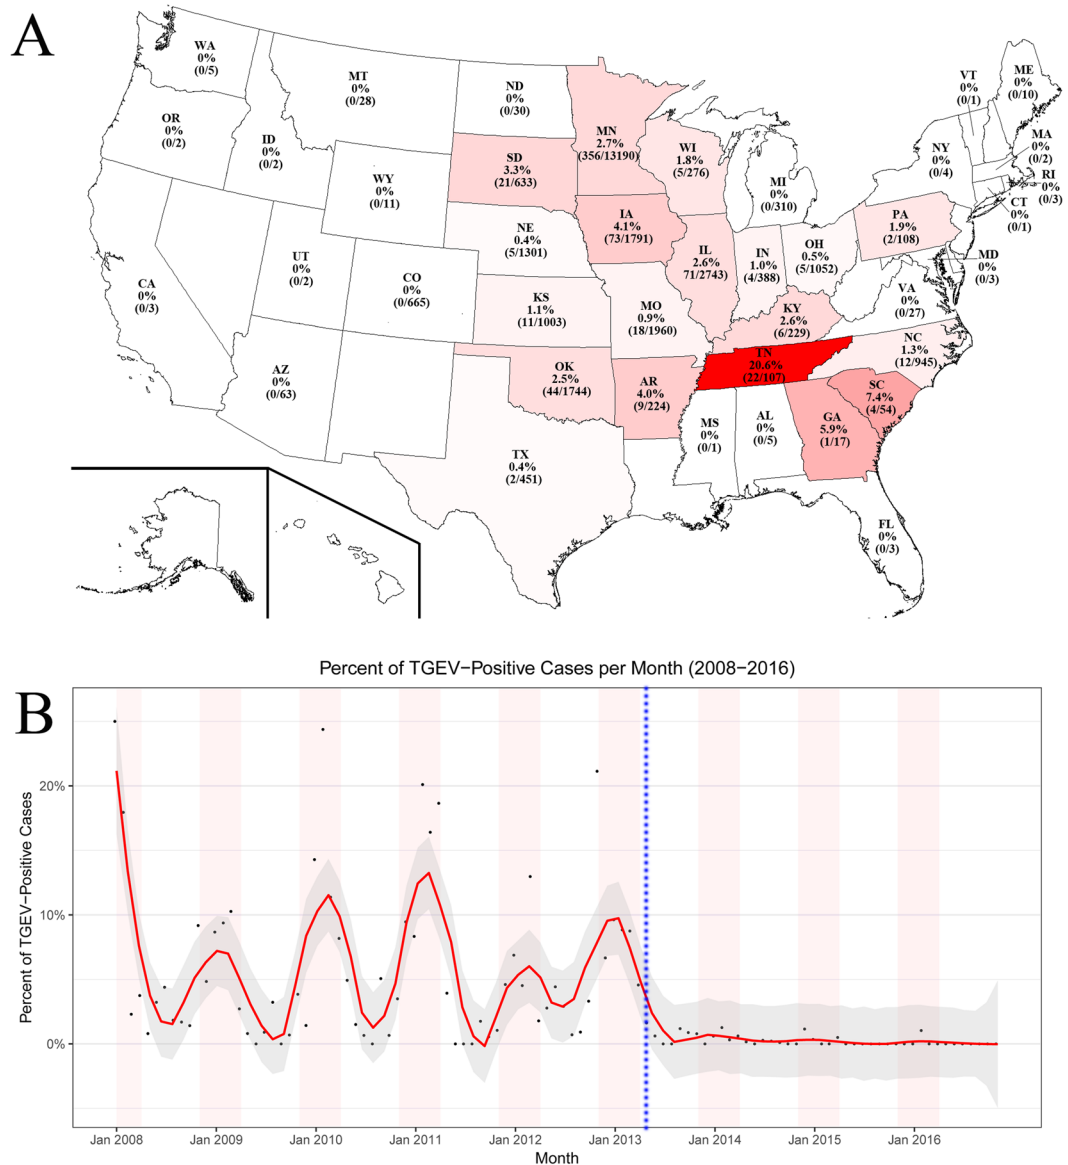 A
WA
0%
(0/5)
OR
0%
(0/2)
ID
0%
(0/2)
MT
0%
(0/28)
WY
0%
(0/11)
CA
0%
(0/3)
UT
0%
(0/2)
AZ
0%
(0/63)
CO
0%
(0/665)
ND
0%
(0/30)
SD
3.3%
(21/633)
NE
0.4%
(5/1301)
KS
1.1%
(11/1003)
OK
2.5%
(44/1744)
TX
0.4%
(2/451)
MN
2.7%
(356/13190)
IA
4.1%
(73/1791)
MO
0.9%
(18/1960)
AR
4.0%
(9/224)
WI
1.8%
(5/276)
IL
2.6%
71/2743)
MI
0%
(0/310)
IN
1.0%
(4/388)
OH
0.5%
(5/1052)
KY
2.6%
(6/229)
TN
20.6%
(22/107)
MS
0%
(0/1)
AL
0%
(0/5)
GA
5.9%
(1/17)
SC
7.4%
(4/54)
NC
1.3%
(12/945)
FL
0%
(0/3)
VA
0%
(0/27)
PA
1.9%
(2/108)
NY
0%
(0/4)
VT
0%
(0/1)
ME
0%
(0/10)
MA
0%
(0/2)
RI
0%
(0/3)
CT
0%
(0/1)
MD
0%
(0/3)
B
Percent of TGEV−Positive Cases per Month (2008−2016)
Percent of TGEV−Positive Cases
20%
10%
0%
Jan 2008 Jan 2009 Jan 2010 Jan 2011 Jan 2012 Jan 2013 Jan 2014 Jan 2015 Jan 2016
Month